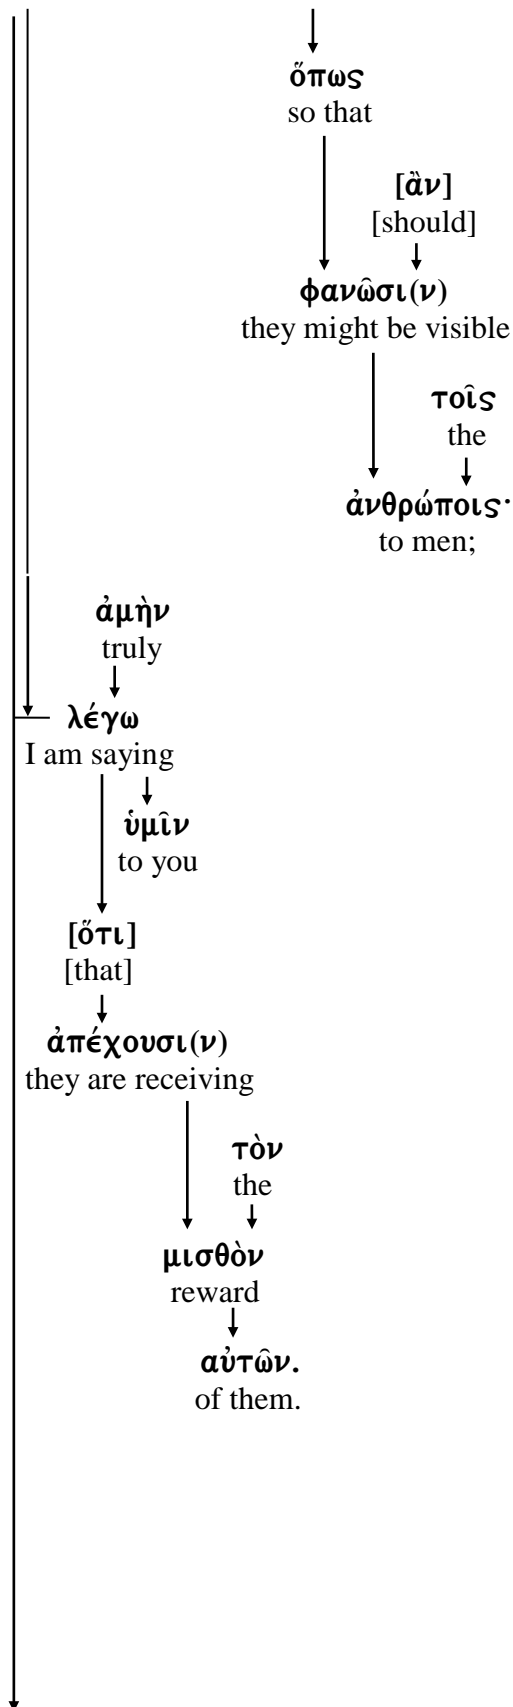 ὅπως
so that
[ἂν]
[should]
φανῶσι(ν)
they might be visible
τοῖς
the
ἀνθρώποις·
to men;
ἀμὴν
truly
λέγω
I am saying
ὑμῖν
to you
[ὅτι]
[that]
ἀπέχουσι(ν)
they are receiving
τὸν
the
μισθὸν
reward
αὐτῶν.
of them.